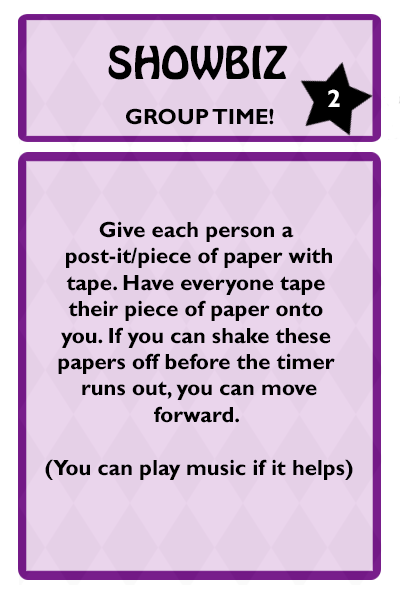 SHOWBIZ
GROUP TIME!
2
Give each person a
post-it/piece of paper with
tape. Have everyone tape
their piece of paper onto
you. If you can shake these
papers off before the timer
runs out, you can move
forward.
(You can play music if it helps)